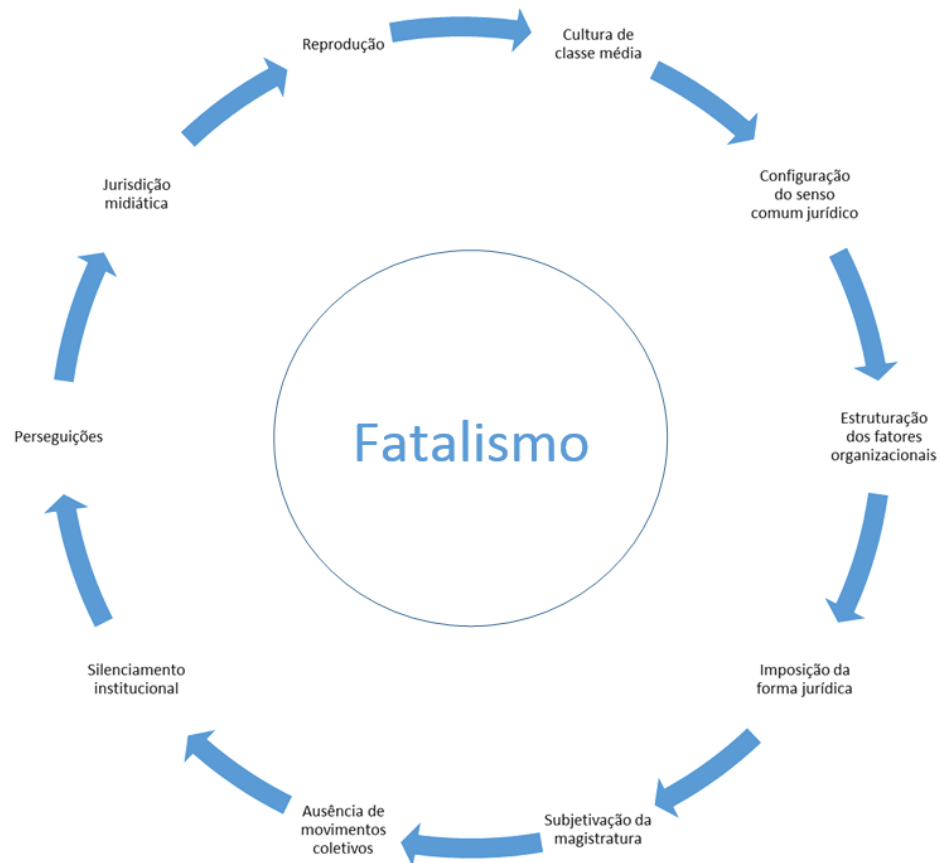 Reprodução
Cultura de
classe média
Configuração
do senso
comum jurídico
Estruturação
dos fatores
organizacionais
Imposição da
forma jurídica
Subjetivação da
magistratura
Ausência de
movimentos
coletivos
Silenciamento
institucional
Perseguições
Jurisdição
midiática
Fatalismo